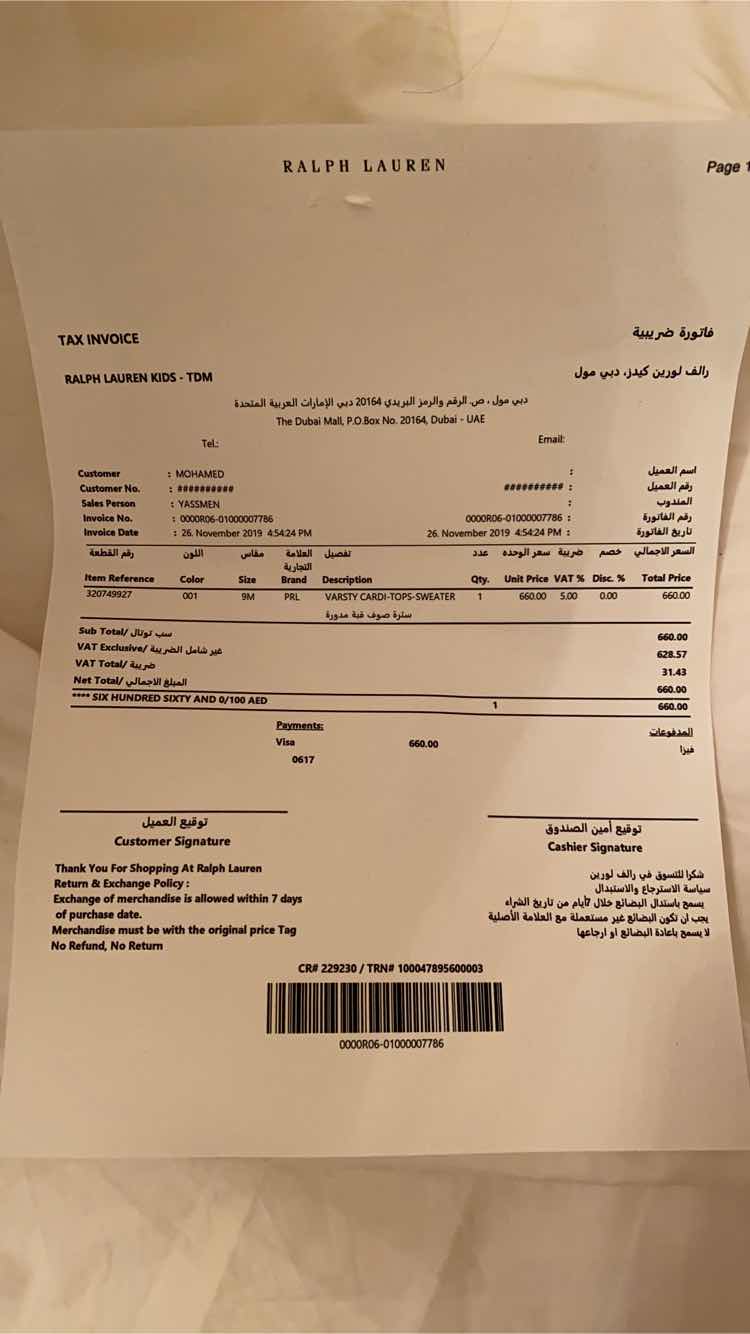 RALPH LAUREN
Page 1
TAX INVOICE فاتورة ضريبية
RALPH LAUREN KIDS - TDM رالف لورين كيدز، دبي مول
دبي مول ، ص. الرقم والرمز البريدي 20164 دبي الإمارات العربية المتحدة
The Dubai Mall, P.O.Box No. 20164, Dubai - UAE
Tel.: Email:
Customer : MOHAMED : اسم العميل
Customer No. : ########## ########## : رقم العميل
Sales Person : YASSMEN : المندوب
Invoice No. : 0000R06-01000007786 0000R06-01000007786 : رقم الفاتورة
Invoice Date : 26. November 2019 4:54:24 PM 26. November 2019 4:54:24 PM : تاريخ الفاتورة
رقم القطعة اللون مقاس العلامة التجارية تفصيل عدد سعر الوحده ضريبة خصم السعر الاجمالي
Item Reference Color Size Brand Description Qty. Unit Price VAT % Disc. % Total Price
320749927 001 9M PRL VARSTY CARDI-TOPS-SWEATER 1 660.00 5.00 0.00 660.00
سترة صوف قبة مدورة
Sub Total/ سب توتال 660.00
VAT Exclusive/ غير شامل الضريبة 628.57
VAT Total/ ضريبة 31.43
Net Total/ المبلغ الاجمالي 660.00
**** SIX HUNDRED SIXTY AND 0/100 AED 1 660.00
Payments: المدفوعات
Visa 660.00 فيزا
0617
توقيع العميل توقيع أمين الصندوق
Customer Signature Cashier Signature
Thank You For Shopping At Ralph Lauren
Return & Exchange Policy :
Exchange of merchandise is allowed within 7 days
of purchase date.
Merchandise must be with the original price Tag
No Refund, No Return
شكرا للتسوق في رالف لورين
سياسة الاسترجاع والاستبدال
يسمح باستدال البضائع خلال 7أيام من تاريخ الشراء
يجب ان تكون البضائع غير مستعملة مع العلامة الأصلية
لا يسمح باعادة البضائع او ارجاعها
CR# 229230 / TRN# 100047895600003
0000R06-01000007786